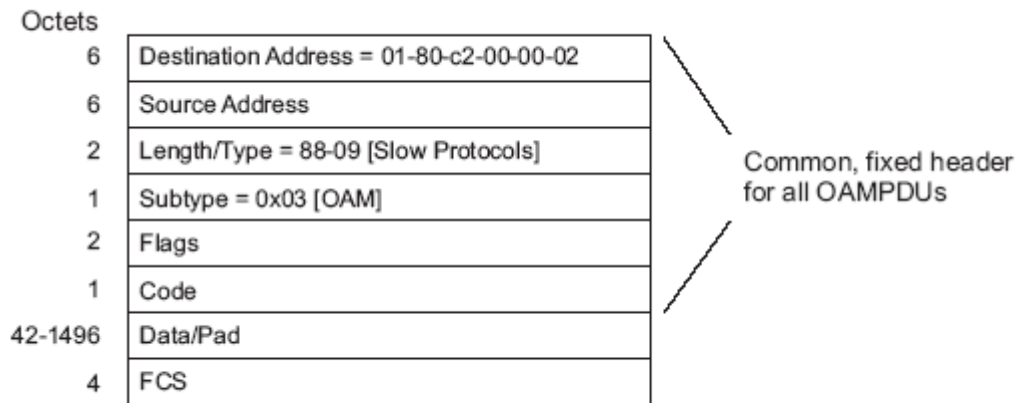 Octets
6 Destination Address = 01-80-c2-00-00-02
6 Source Address
2 Length/Type = 88-09 [Slow Protocols]
1 Subtype = 0x03 [OAM]
2 Flags
1 Code
42-1496 Data/Pad
4 FCS
Common, fixed header
for all OAMPDUs